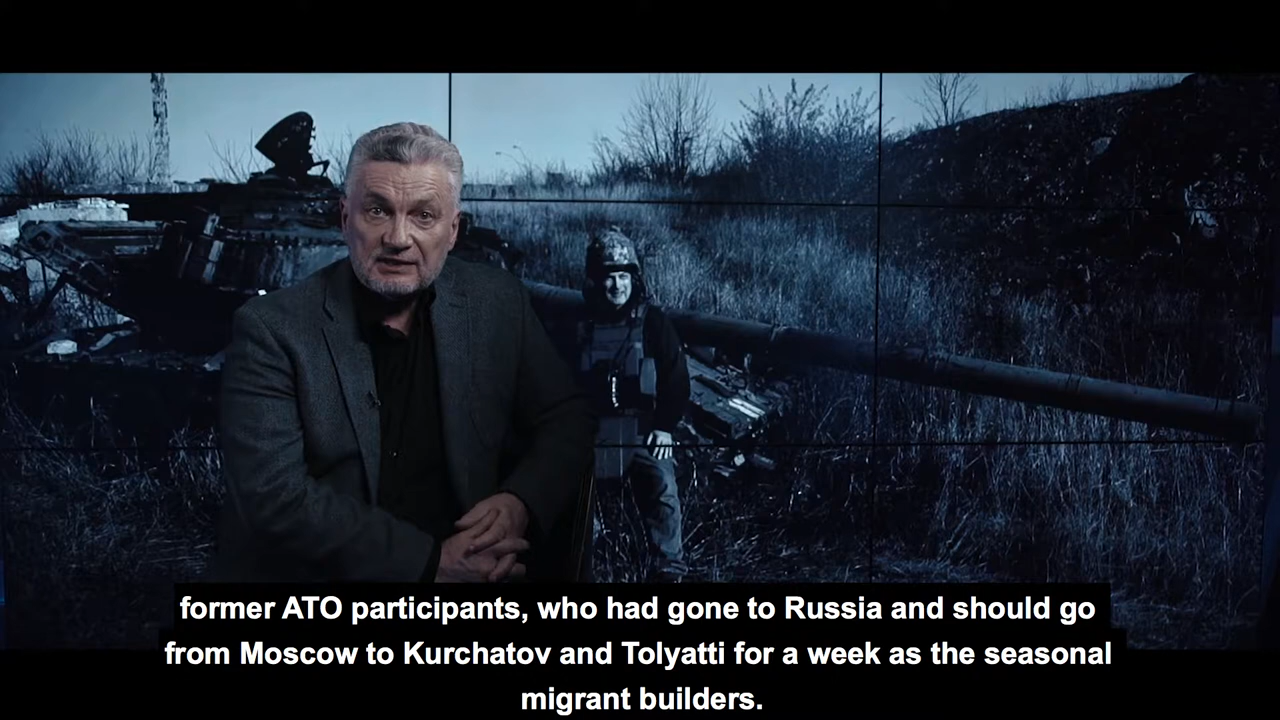 former ATO participants, who had gone to Russia and should go
from Moscow to Kurchatov and Tolyatti for a week as the seasonal
migrant builders.